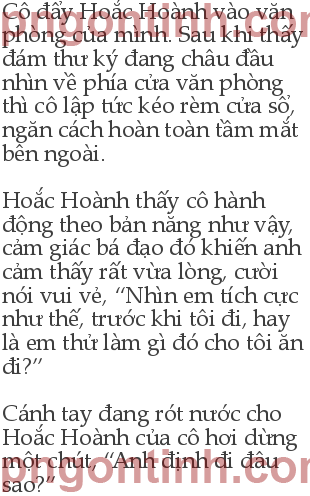 Cô đẩy Hoắc Hoành vào văn
phòng của mình. Sau khi thấy
đám thư ký đang châu đầu
nhìn về phía cửa văn phòng
thì cô lập tức kéo rèm cửa sổ,
ngăn cách hoàn toàn tầm mắt
bên ngoài.
Hoắc Hoành thấy cô hành
động theo bản năng như vậy,
cảm giác bá đạo đó khiến anh
cảm thấy rất vừa lòng, cười
nói vui vẻ, “Nhìn em tích cực
như thế, trước khi tôi đi, hay
là em thử làm gì đó cho tôi ăn
đi?”
Cánh tay đang rót nước cho
Hoắc Hoành của cô hơi dừng
một chút, “Anh định đi đâu
sao?”
pngontinh.com
pngontinh.com